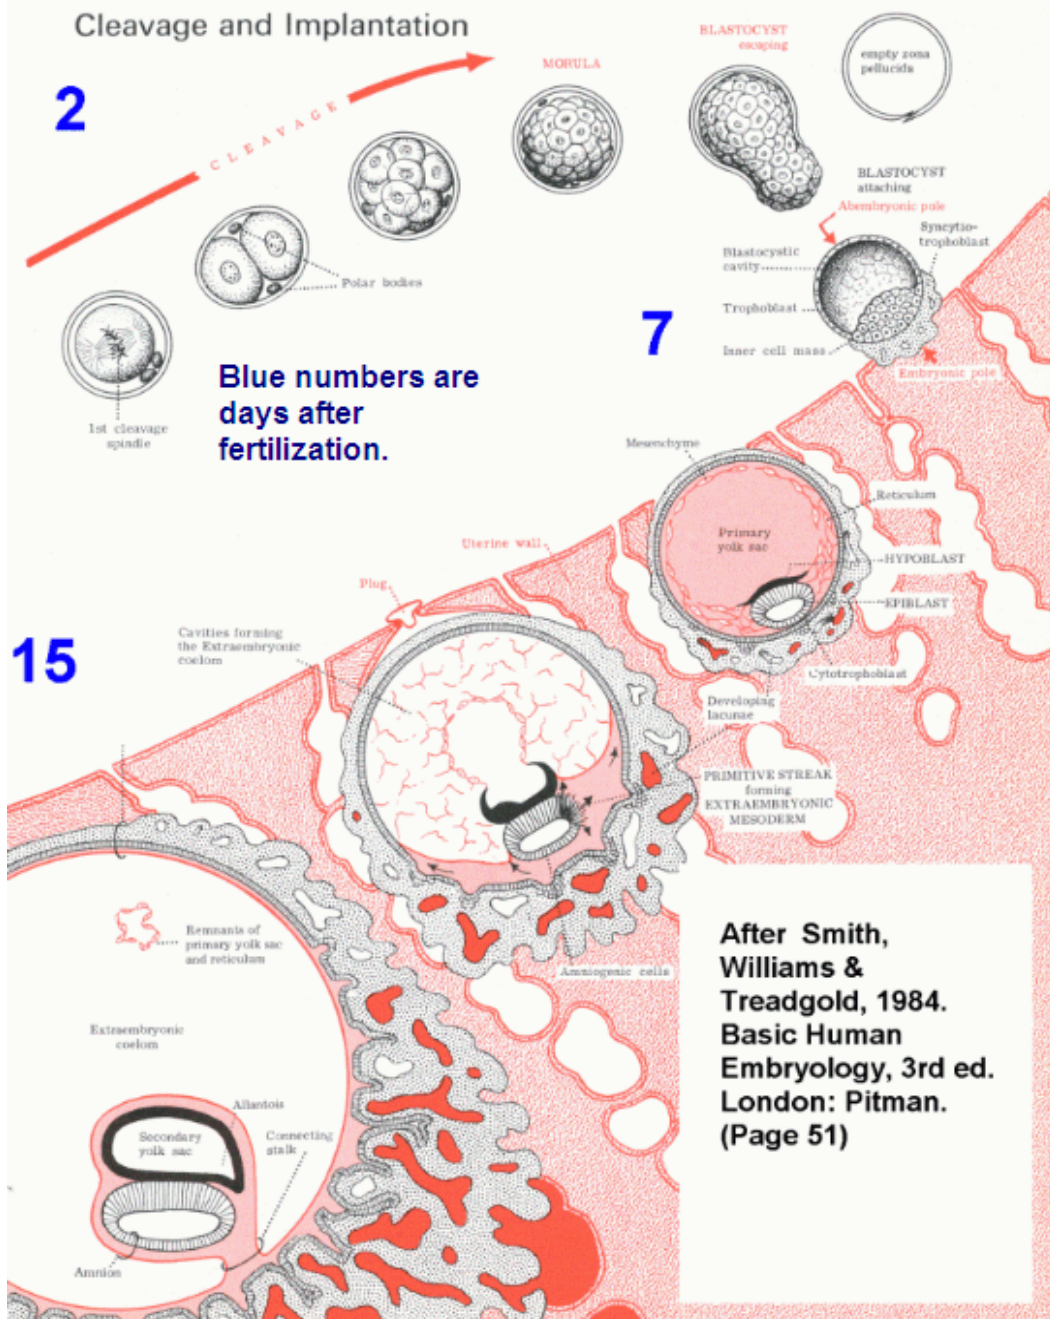 Cleavage and Implantation
2
CLEAVAGE
MORULA
BLASTOCYST
escaping
empty zona
pellucida
Polar bodies
1st cleavage
spindle
Blue numbers are
days after
fertilization.
BLASTOCYST
attaching
Abembryonic pole
Syncytio-
trophoblast
Blastocystic
cavity
Trophoblast
Inner cell mass
Embryonic pole
7
Mesenchyme
Reticulum
Primary
yolk sac
HYPOBLAST
EPIBLAST
Cytotrophoblast
Uterine wall
Plug
Developing
lacunae
15
Cavities forming
the Extraembryonic
coelom
PRIMITIVE STREAK
forming
EXTRAEMBRYONIC
MESODERM
Amniogenic cells
Remnants of
primary yolk sac
and reticulum
Extraembryonic
coelom
Allantois
Secondary
yolk sac
Connecting
stalk
Amnion
After Smith,
Williams &
Treadgold, 1984.
Basic Human
Embryology, 3rd ed.
London: Pitman.
(Page 51)